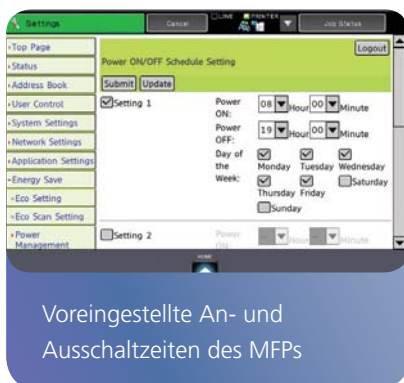 Settings Cancel LINE PRINTER Job Status
Top Page
Status
Address Book
User Control
System Settings
Network Settings
Application Settings
Energy Save
Eco Setting
Eco Scan Setting
Power
Management
Logout
Power ON/OFF Schedule Setting
Submit Update
Setting 1
Power ON: 08 Hour 00 Minute
Power OFF: 19 Hour 00 Minute
Day of the Week:
Monday Tuesday Wednesday
Thursday Friday Saturday
Sunday
Setting 2
Power ON: -- Hour -- Minute
HOME
Voreingestellte An- und
Ausschaltzeiten des MFPs